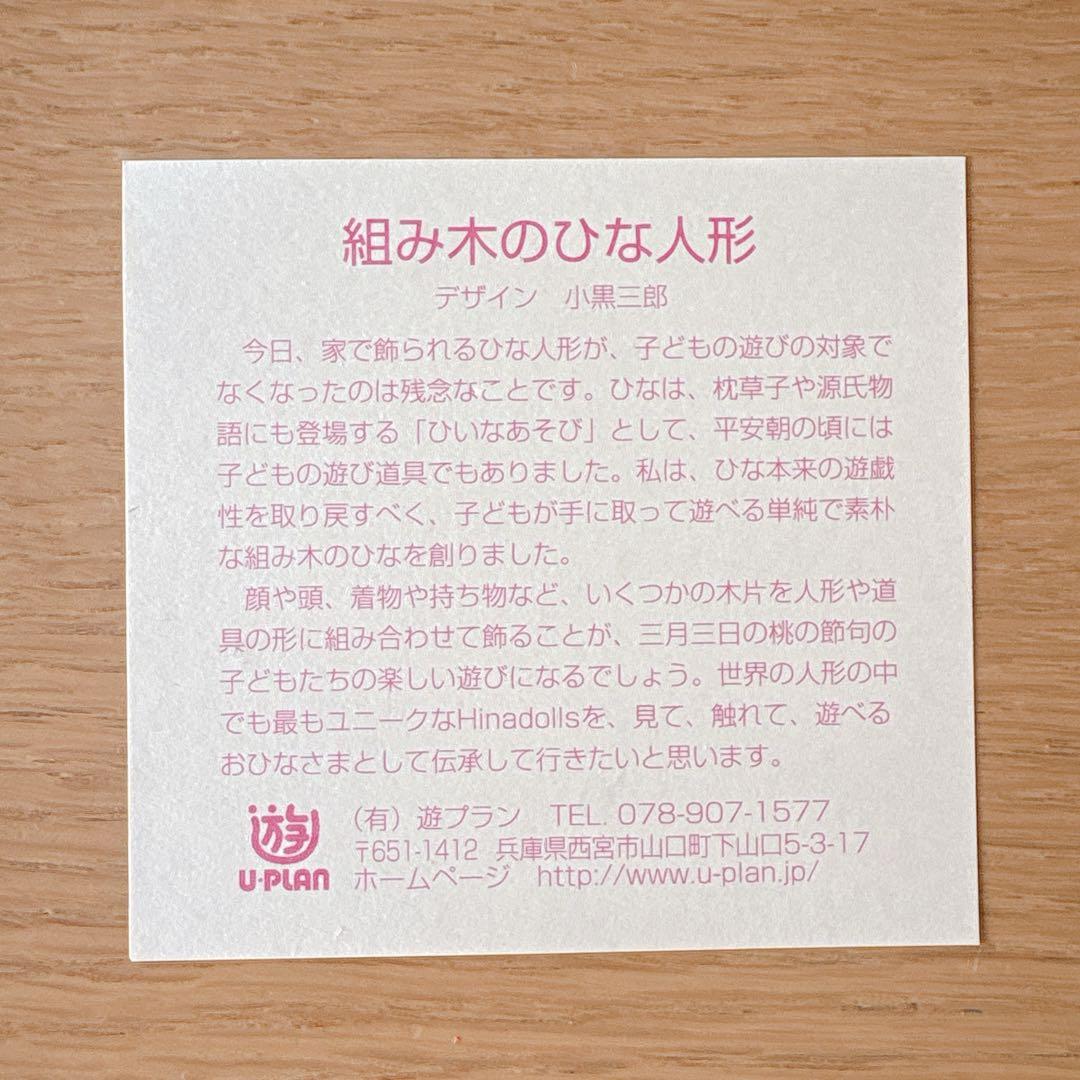 組み木のひな人形
デザイン　小黒三郎
　今日、家で飾られるひな人形が、子どもの遊びの対象で
なくなったのは残念なことです。ひなは、枕草子や源氏物
語にも登場する「ひいなあそび」として、平安朝の頃には
子どもの遊び道具でもありました。私は、ひな本来の遊戯
性を取り戻すべく、子どもが手に取って遊べる単純で素朴
な組み木のひなを創りました。
　顔や頭、着物や持ち物など、いくつかの木片を人形や道
具の形に組み合わせて飾ることが、三月三日の桃の節句の
子どもたちの楽しい遊びになるでしょう。世界の人形の中
でも最もユニークなHinadollsを、見て、触れて、遊べる
おひなさまとして伝承して行きたいと思います。
遊
U-PLAN
（有）遊プラン　TEL. 078-907-1577
〒651-1412 兵庫県西宮市山口町下山口5-3-17
ホームページ　http://www.u-plan.jp/